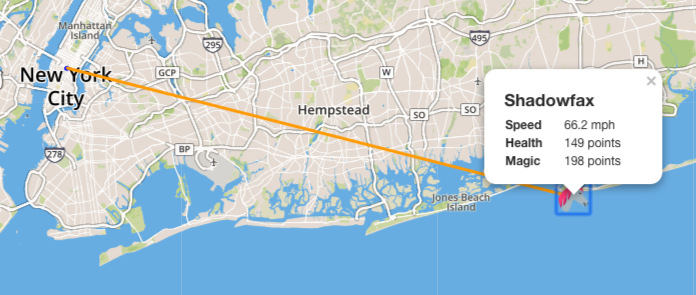 Manhattan
Island
New York
City
295
495
GCP
W
H
Hempstead
SO
SO
278
BP
Jones Beach
Island
×
Shadowfax
Speed 66.2 mph
Health 149 points
Magic 198 points